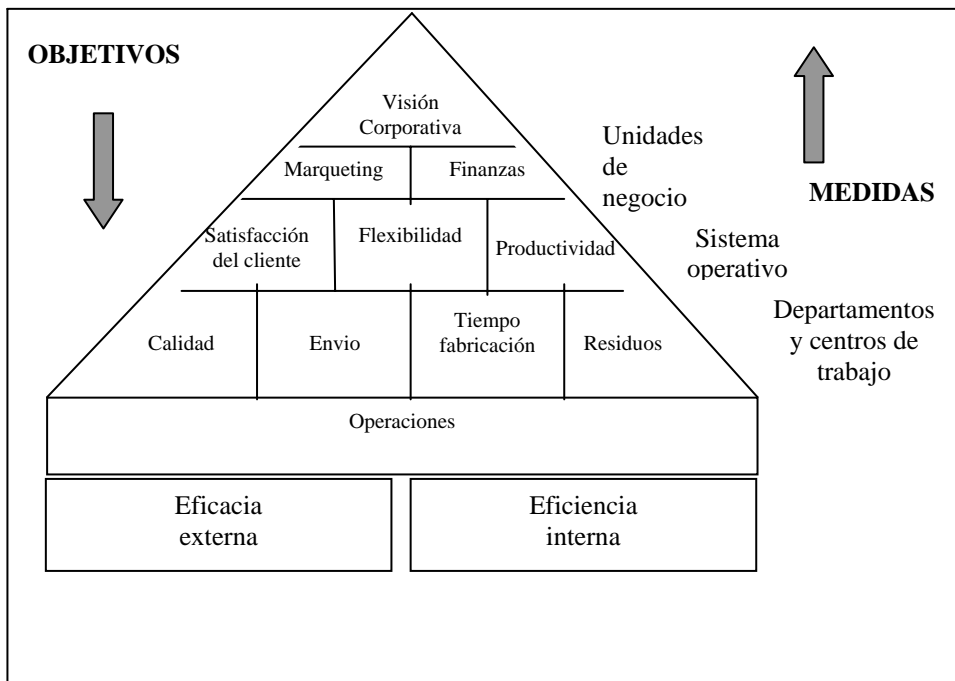 OBJETIVOS
Visión
Corporativa
Unidades
de
negocio
Marqueting
Finanzas
MEDIDAS
Satisfacción
del cliente
Flexibilidad
Productividad
Sistema
operativo
Departamentos
y centros de
trabajo
Calidad
Envio
Tiempo
fabricación
Residuos
Operaciones
Eficacia
externa
Eficiencia
interna